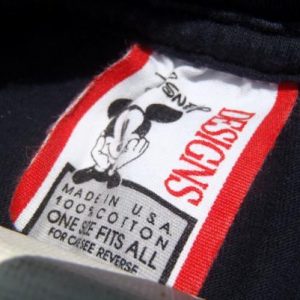 DESIGNS
MADE IN U.S.A.
100% COTTON
ONE SIZE FITS ALL
FOR CARE SEE REVERSE